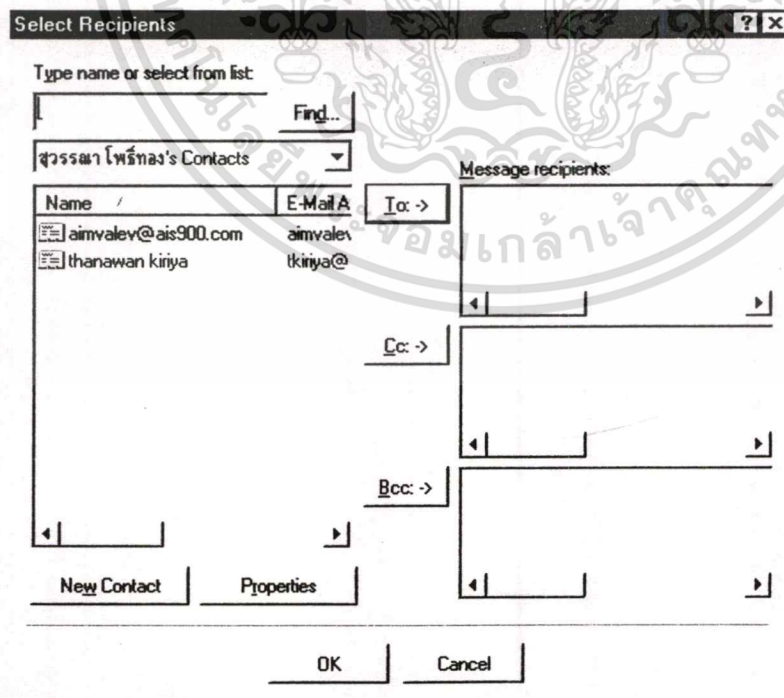 Select Recipients
Type name or select from list:
Find...
สุวรรณา โพธิ์ทอง's Contacts
Name E-Mail A
aimvalev@ais900.com aimvalev
thanawan kiriya tkiriya@
New Contact Properties
To: ->
Cc: ->
Bcc: ->
Message recipients:
OK Cancel